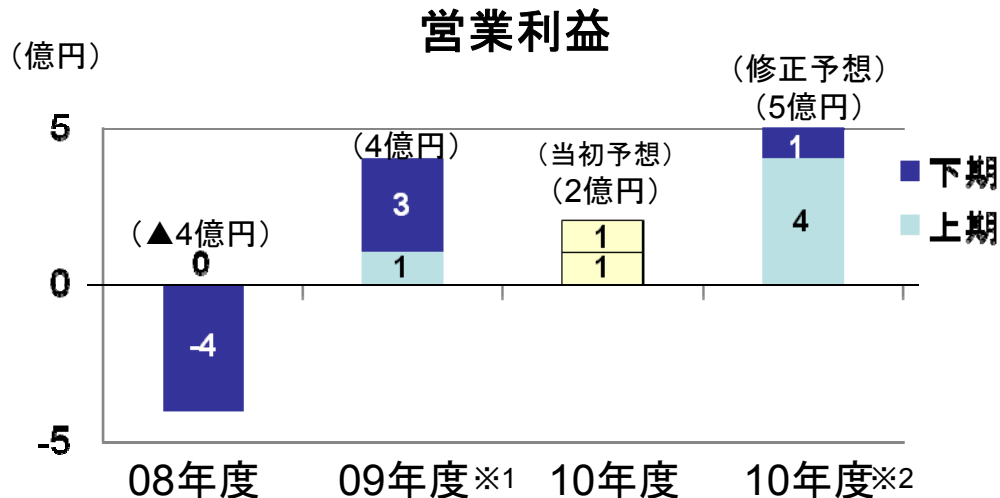 営業利益
（億円）
（修正予想）
（5億円）
5
（4億円）
（当初予想）
（2億円）
1
3
4
1
1
1
下期
上期
（▲4億円）
0
0
-4
-5
08年度
09年度※1
10年度
10年度※2